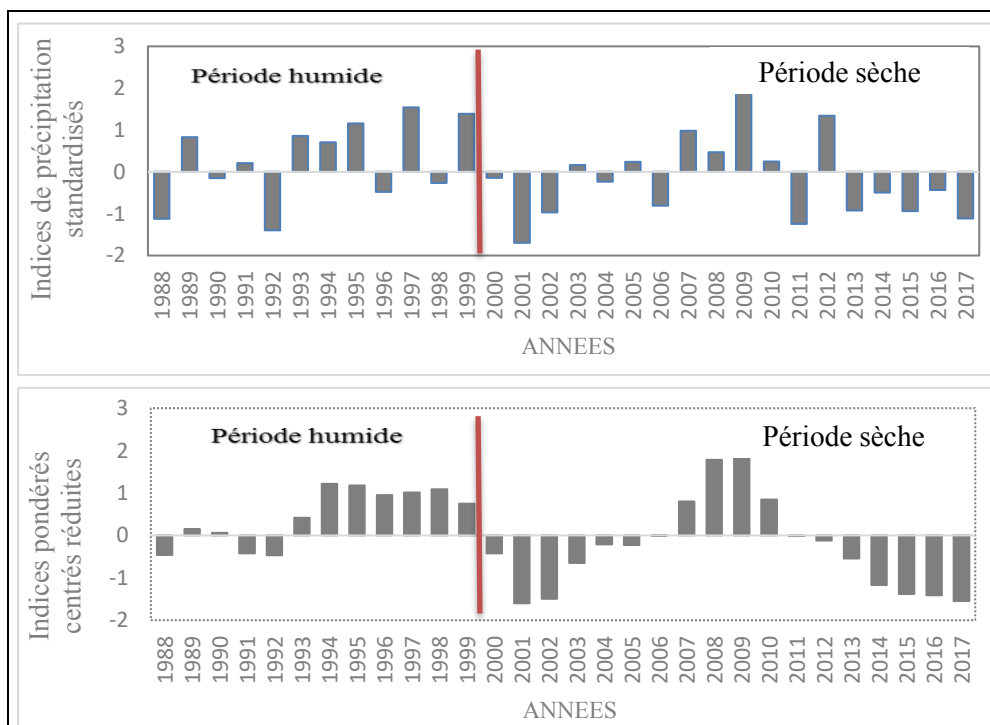 3
Période humide
Période sèche
2
1
0
-1
-2
Indices de précipitation
standardisés
1988 1989 1990 1991 1992 1993 1994 1995 1996 1997 1998 1999 2000 2001 2002 2003 2004 2005 2006 2007 2008 2009 2010 2011 2012 2013 2014 2015 2016 2017
ANNEES
3
Période humide
Période sèche
2
1
0
-1
-2
Indices pondérés
centrés réduites
1988 1989 1990 1991 1992 1993 1994 1995 1996 1997 1998 1999 2000 2001 2002 2003 2004 2005 2006 2007 2008 2009 2010 2011 2012 2013 2014 2015 2016 2017
ANNEES